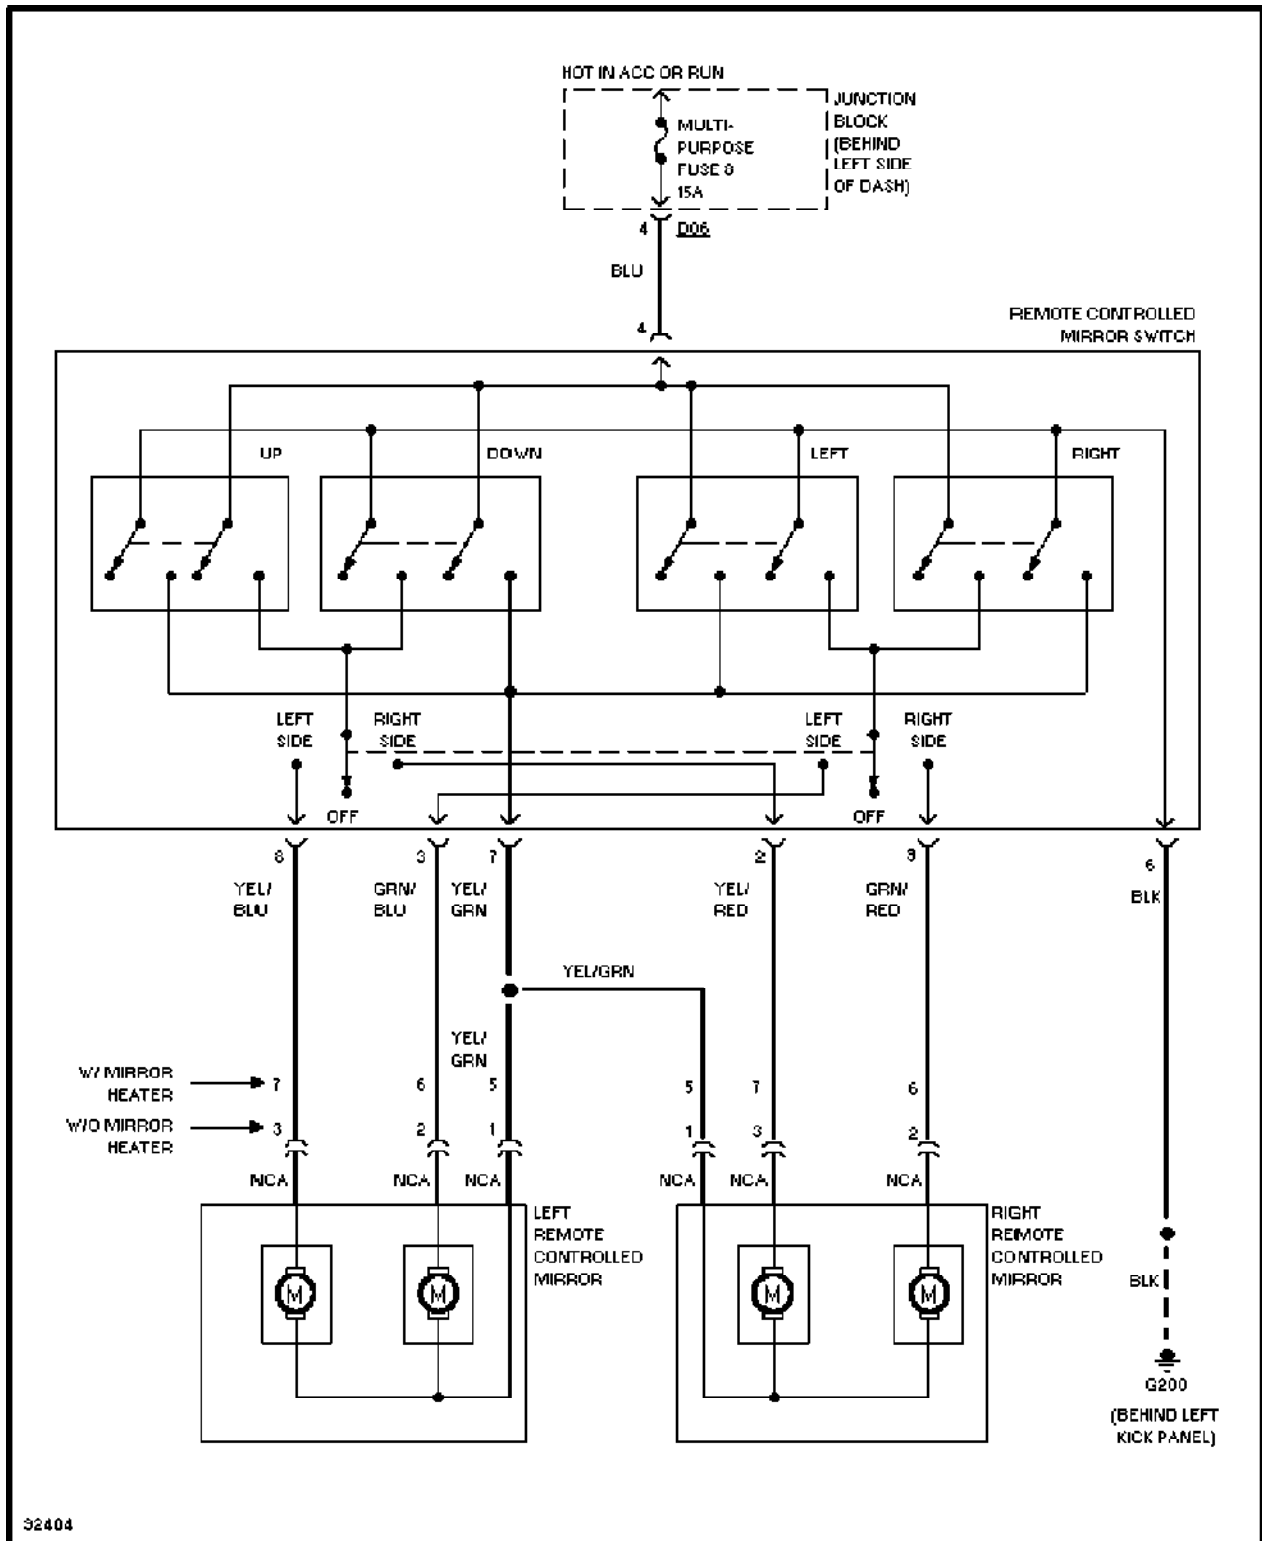 HOT IN ACC OR RUN
JUNCTION
BLOCK
(BEHIND
LEFT SIDE
OF DASH)
MULTI-
PURPOSE
FUSE 8
15A
4 D06
BLU
4
REMOTE CONTROLLED
MIRROR SWITCH
UP DOWN LEFT RIGHT
LEFT RIGHT LEFT RIGHT
SIDE SIDE SIDE SIDE
OFF OFF
8 3 7 2 9 6
YEL/ GRN/ YEL/ YEL/ GRN/ BLK
BLU BLU GRN RED RED
YEL/GRN
YEL/
GRN
W/ MIRROR 7 6 5 5 7 6
HEATER
W/O MIRROR 3 2 1 1 3 2
HEATER
NCA NCA NCA NCA NCA NCA
LEFT
REMOTE
CONTROLLED
MIRROR
M M
RIGHT
REMOTE
CONTROLLED
MIRROR
M M
BLK
G200
(BEHIND LEFT
KICK PANEL)
92404